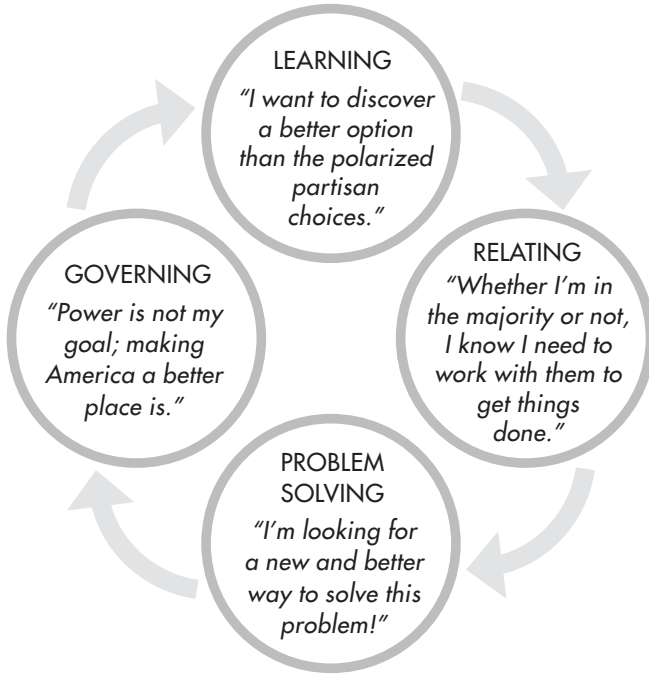 LEARNING
“I want to discover
a better option
than the polarized
partisan
choices.”
RELATING
“Whether I’m in
the majority or not,
I know I need to
work with them to
get things
done.”
PROBLEM
SOLVING
“I’m looking for
a new and better
way to solve this
problem!”
GOVERNING
“Power is not my
goal; making
America a better
place is.”